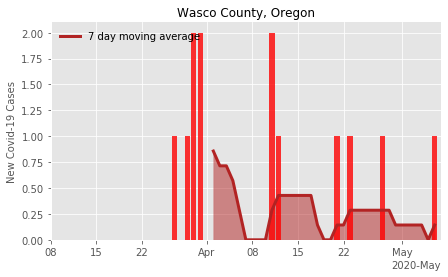 Wasco County, Oregon
7 day moving average
New Covid-19 Cases
2.00
1.75
1.50
1.25
1.00
0.75
0.50
0.25
0.00
08 15 22 Apr 08 15 22 May
2020-May